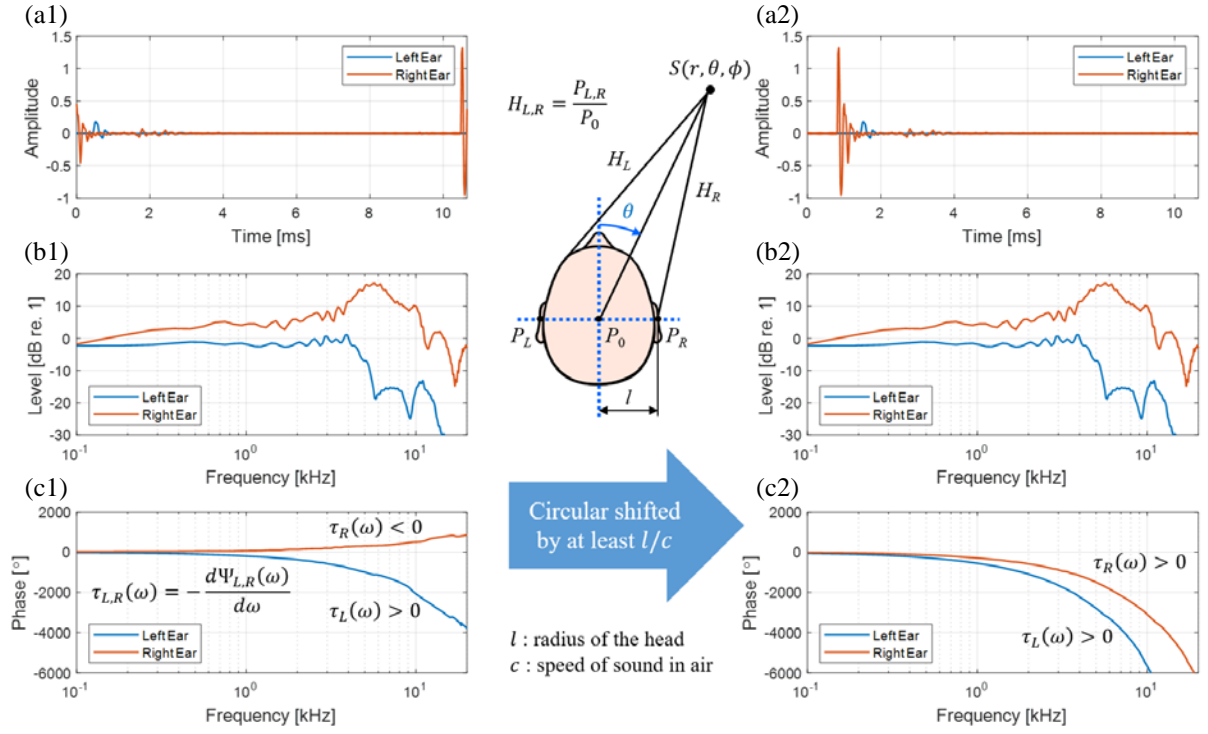 (a1)
1.5
1
0.5
0
-0.5
-1
Amplitude
Left Ear
Right Ear
0 2 4 6 8 10
Time [ms]
(b1)
20
10
0
-10
-20
-30
Level [dB re. 1]
Left Ear
Right Ear
10^-1 10^0 10^1
Frequency [kHz]
(c1)
2000
0
-2000
-4000
-6000
Phase [°]
τ_R(ω) < 0
τ_{L,R}(ω) = − dΨ_{L,R}(ω) / dω
τ_L(ω) > 0
Left Ear
Right Ear
10^-1 10^0 10^1
Frequency [kHz]
S(r, θ, ϕ)
H_{L,R} = P_{L,R} / P_0
H_L
H_R
θ
P_L
P_0
P_R
l
Circular shifted
by at least l/c
l : radius of the head
c : speed of sound in air
(a2)
1.5
1
0.5
0
-0.5
-1
Amplitude
Left Ear
Right Ear
0 2 4 6 8 10
Time [ms]
(b2)
20
10
0
-10
-20
-30
Level [dB re. 1]
Left Ear
Right Ear
10^-1 10^0 10^1
Frequency [kHz]
(c2)
2000
0
-2000
-4000
-6000
Phase [°]
τ_R(ω) > 0
τ_L(ω) > 0
Left Ear
Right Ear
10^-1 10^0 10^1
Frequency [kHz]